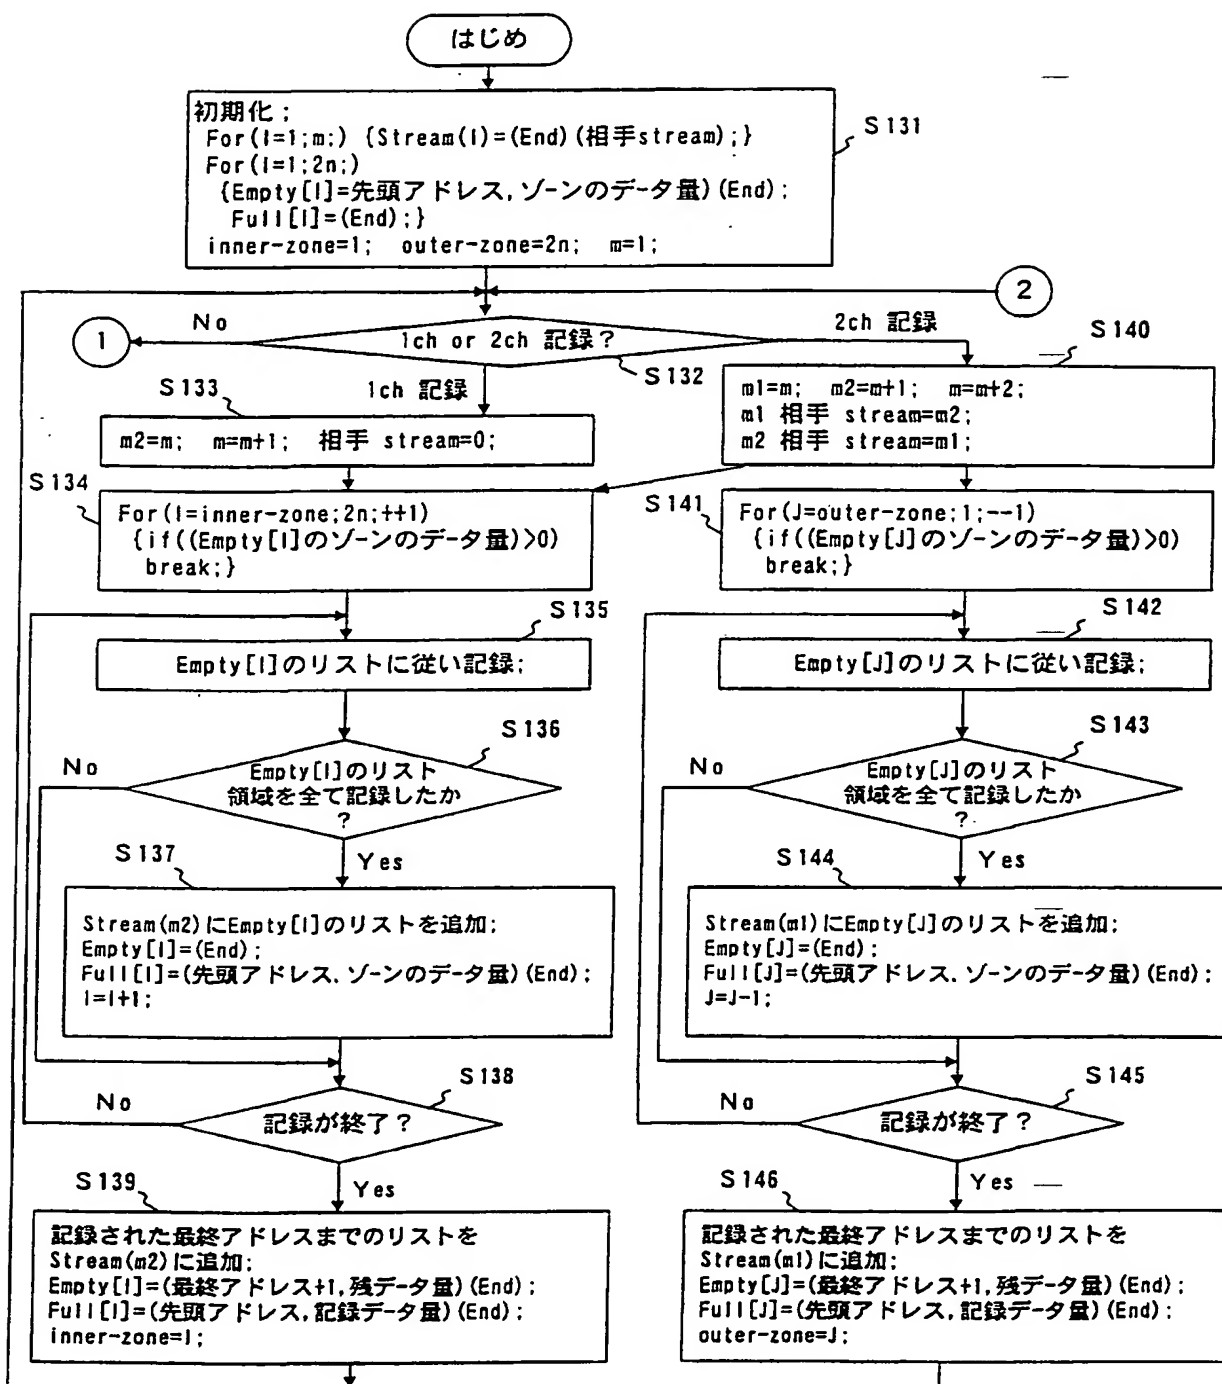 はじめ
初期化;
For(I=1;m;) {Stream(I)=(End)(相手stream);}
For(I=1;2n;)
{Empty[I]=先頭アドレス,ゾーンのデータ量)(End);
Full[I]=(End);}
inner-zone=1; outer-zone=2n; m=1;
S131
2
1
No
1ch or 2ch 記録?
2ch 記録
S132
S140
m1=m; m2=m+1; m=m+2;
m1 相手 stream=m2;
m2 相手 stream=m1;
S133
1ch 記録
m2=m; m=m+1; 相手 stream=0;
S134
For(I=inner-zone;2n;++1)
{if((Empty[I]のゾーンのデータ量)>0)
break;}
S141
For(J=outer-zone;1;--1)
{if((Empty[J]のゾーンのデータ量)>0)
break;}
S135
Empty[I]のリストに従い記録;
S142
Empty[J]のリストに従い記録;
S136
No
Empty[I]のリスト
領域を全て記録したか
?
Yes
S143
No
Empty[J]のリスト
領域を全て記録したか
?
Yes
S137
Stream(m2)にEmpty[I]のリストを追加;
Empty[I]=(End);
Full[I]=(先頭アドレス,ゾーンのデータ量)(End);
I=I+1;
S144
Stream(m1)にEmpty[J]のリストを追加;
Empty[J]=(End);
Full[J]=(先頭アドレス,ゾーンのデータ量)(End);
J=J-1;
S138
No
記録が終了?
Yes
S145
No
記録が終了?
Yes
S139
記録された最終アドレスまでのリストを
Stream(m2)に追加;
Empty[I]=(最終アドレス+1,残データ量)(End);
Full[I]=(先頭アドレス,記録データ量)(End);
inner-zone=I;
S146
記録された最終アドレスまでのリストを
Stream(m1)に追加;
Empty[J]=(最終アドレス+1,残データ量)(End);
Full[J]=(先頭アドレス,記録データ量)(End);
outer-zone=J;